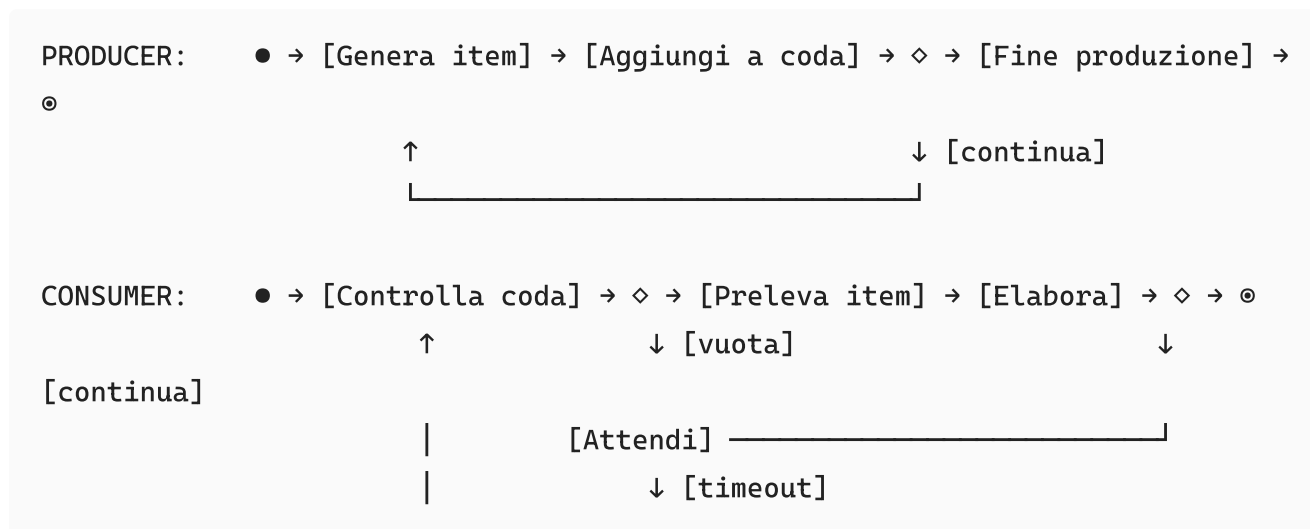 PRODUCER:    ● → [Genera item] → [Aggiungi a coda] → ◇ → [Fine produzione] →
◉
                      ↑                              ↓ [continua]
                      └──────────────────────────────┘
CONSUMER:    ● → [Controlla coda] → ◇ → [Preleva item] → [Elabora] → ◇ → ◉
                       ↑             ↓ [vuota]                      ↓
[continua]
                       │        [Attendi] ──────────────────────────┘
                       │             ↓ [timeout]